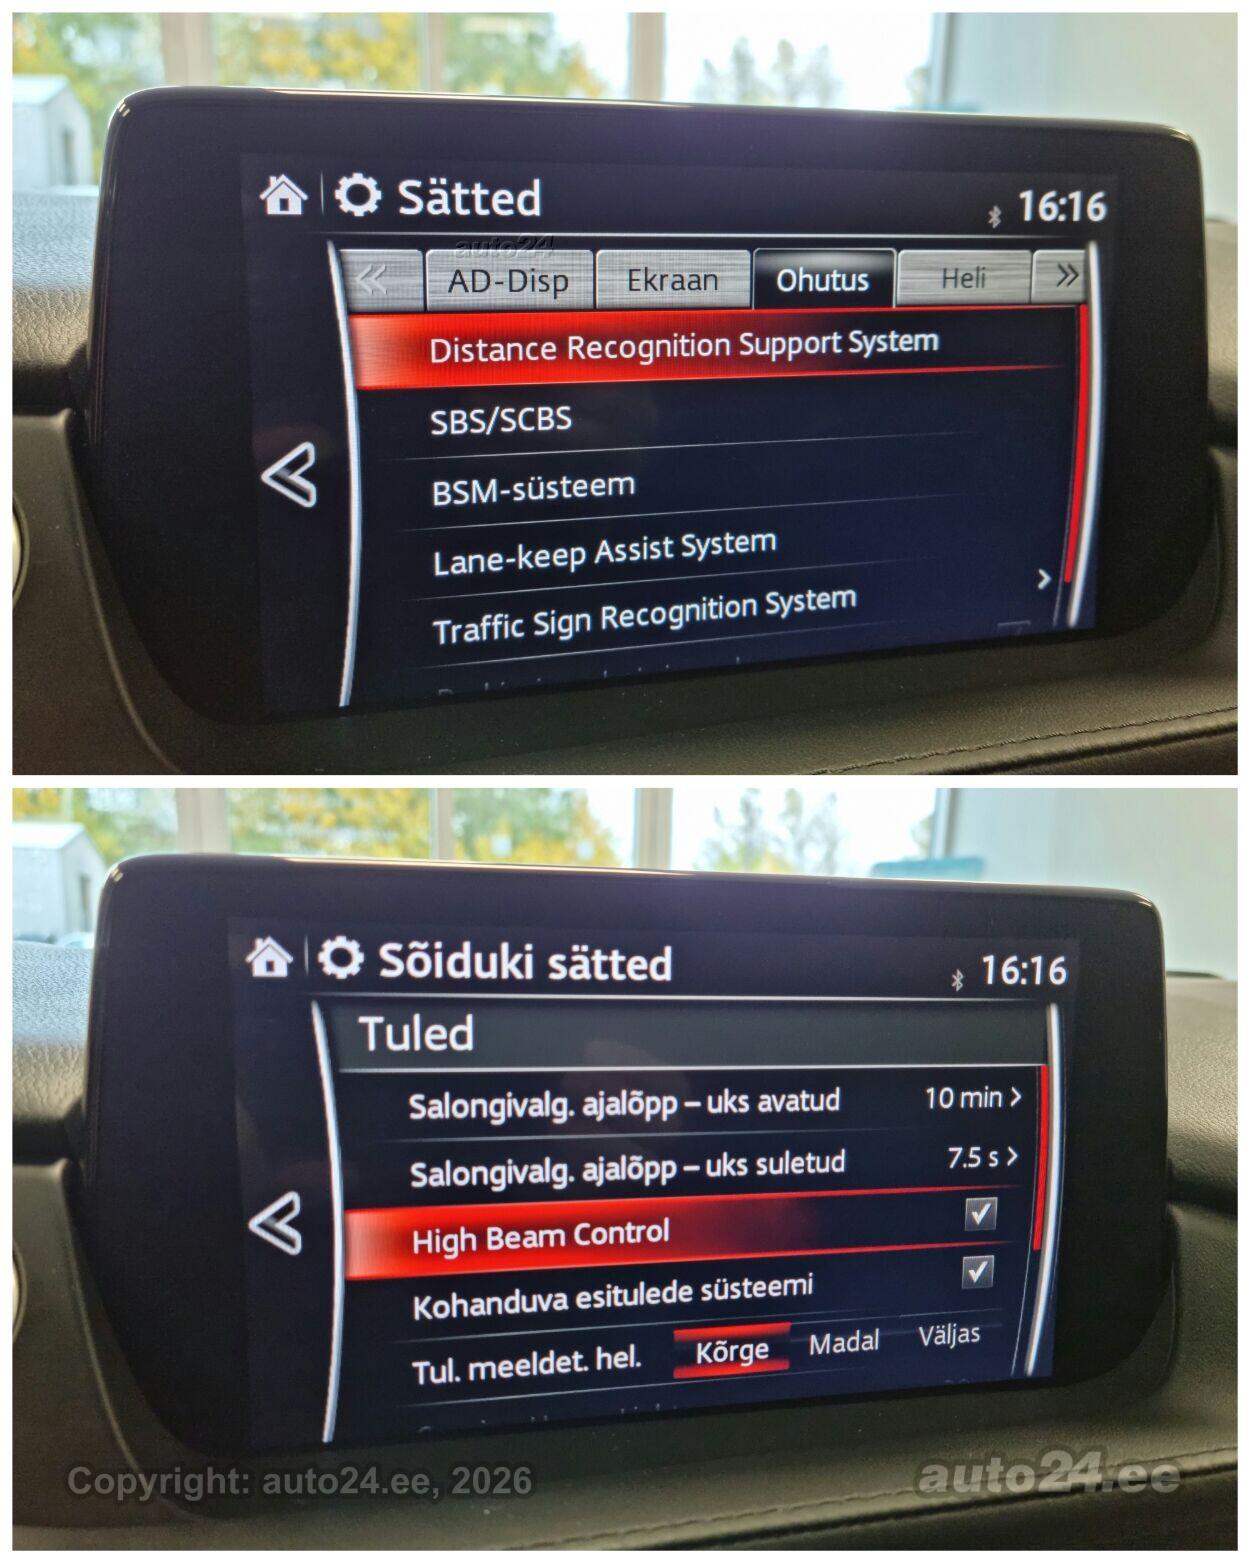 Sätted
16:16
auto24
AD-Disp Ekraan Ohutus Heli
Distance Recognition Support System
SBS/SCBS
BSM-süsteem
Lane-keep Assist System
Traffic Sign Recognition System
Sõiduki sätted
16:16
Tuled
Salongivalg. ajalõpp – uks avatud 10 min
Salongivalg. ajalõpp – uks suletud 7.5 s
High Beam Control
Kohanduva esitulede süsteemi
Tul. meeldet. hel. Kõrge Madal Väljas
Copyright: auto24.ee, 2026
auto24.ee